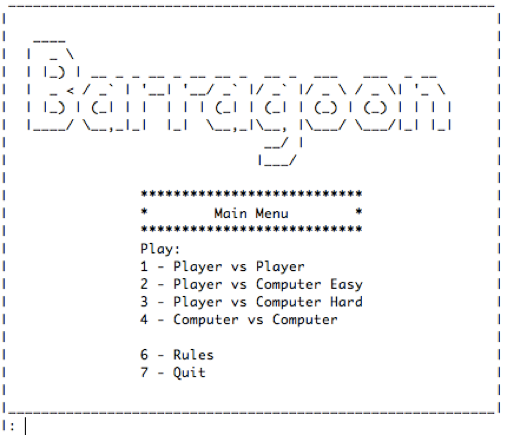 Barragoon
***************************
* Main Menu *
***************************
Play:
1 - Player vs Player
2 - Player vs Computer Easy
3 - Player vs Computer Hard
4 - Computer vs Computer
6 - Rules
7 - Quit
|: |